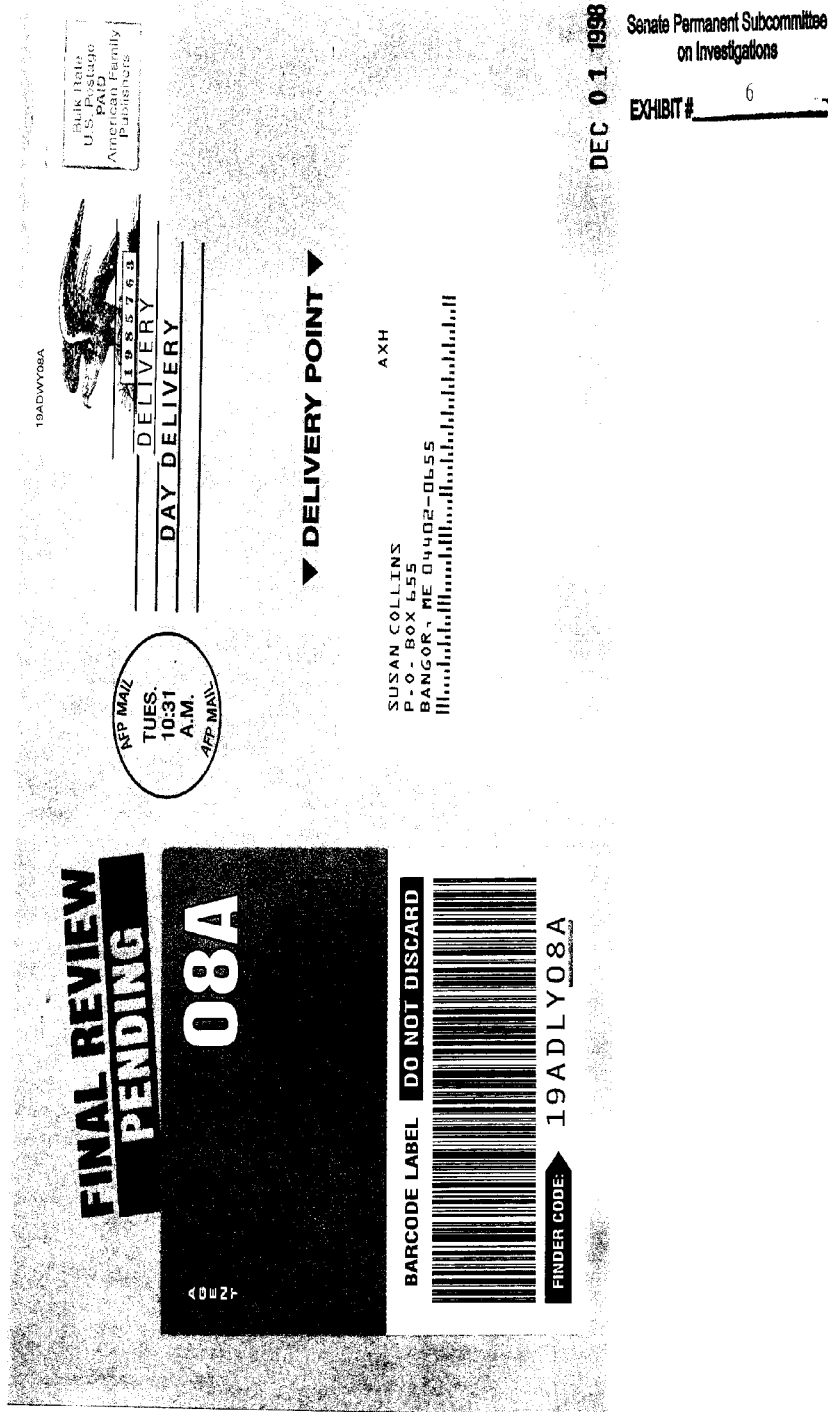 Senate Permanent Subcommittee
on Investigations
EXHIBIT # 6
DEC 01 1998
19ADWY08A
Bulk Rate
U.S. Postage
PAID
American Family
Publishers
1985763
DELIVERY
DAY DELIVERY
AFP MAIL
TUES.
10:31
A.M.
AFP MAIL
▼ DELIVERY POINT ▼
AXH
SUSAN COLLINS
P.O. BOX 655
BANGOR, ME 04402-0655
FINAL REVIEW
PENDING
08A
AGENT
BARCODE LABEL DO NOT DISCARD
FINDER CODE: 19ADLY08A